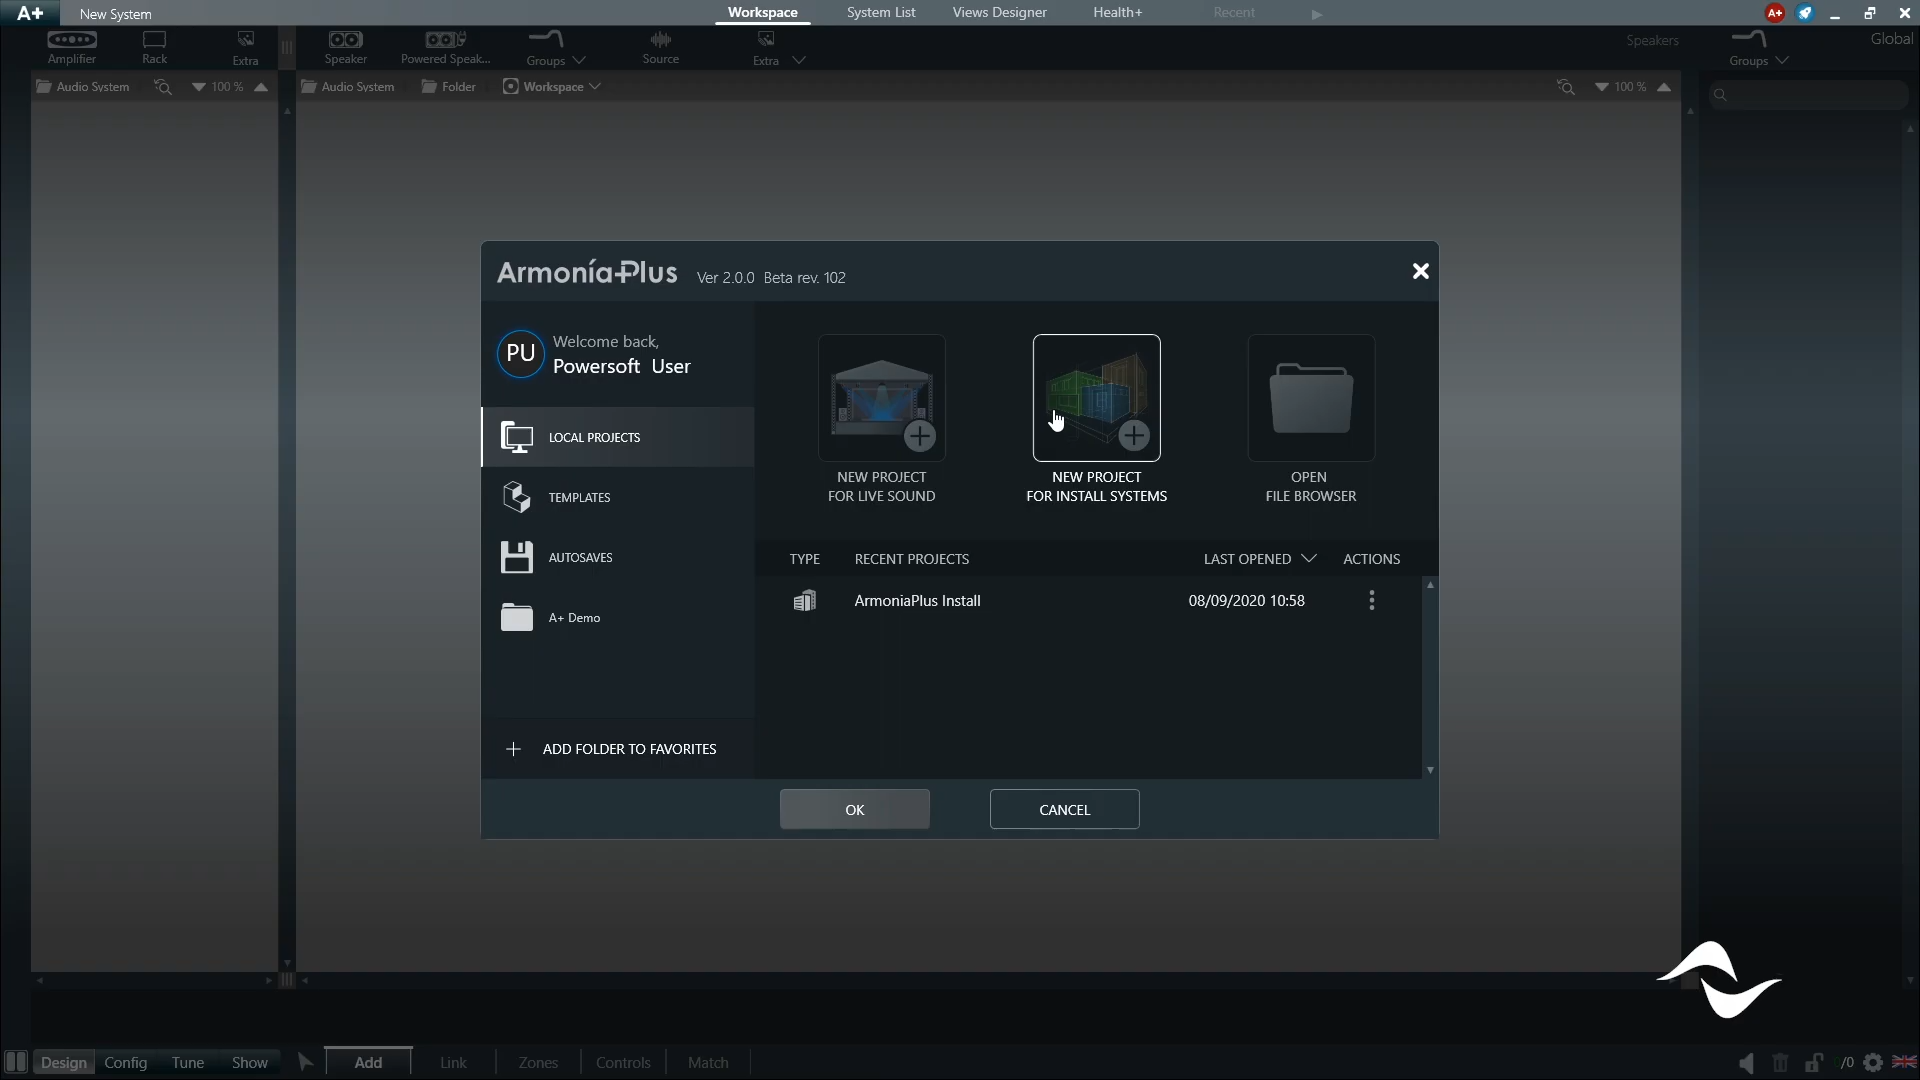 A+ New System Workspace System List Views Designer Health+ Recent A+
Amplifier Rack Extra Speaker Powered Speak... Groups Source Extra Speakers Groups Global
Audio System 100 % Audio System Folder Workspace 100 %
ArmoníaPlus Ver 2.0.0 Beta rev. 102
PU Welcome back,
Powersoft User
LOCAL PROJECTS
TEMPLATES
AUTOSAVES
A+ Demo
ADD FOLDER TO FAVORITES
NEW PROJECT
FOR LIVE SOUND
NEW PROJECT
FOR INSTALL SYSTEMS
OPEN
FILE BROWSER
TYPE RECENT PROJECTS LAST OPENED ACTIONS
ArmoniaPlus Install 08/09/2020 10:58
OK CANCEL
Design Config Tune Show Add Link Zones Controls Match /0